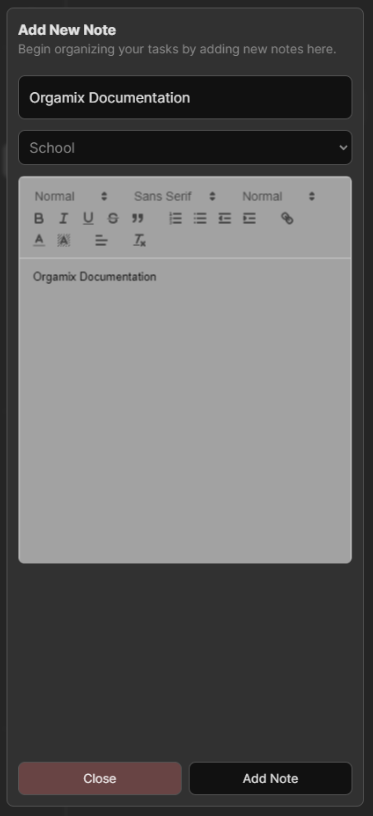 Add New Note
Begin organizing your tasks by adding new notes here.
Orgamix Documentation
School
Normal Sans Serif Normal
B I U S
A A Tx
Orgamix Documentation
Close Add Note